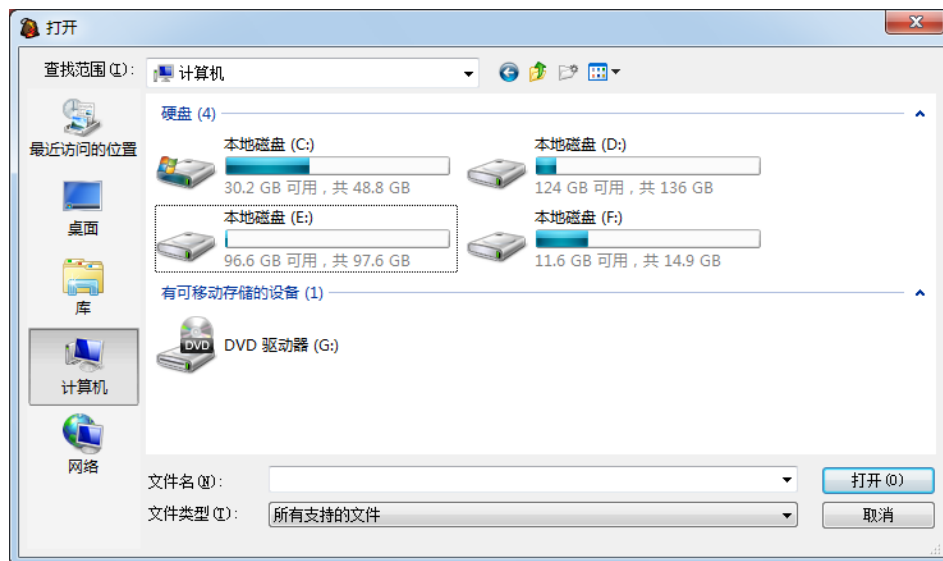 打开
查找范围(I):
计算机
最近访问的位置
桌面
库
计算机
网络
硬盘 (4)
本地磁盘 (C:)
30.2 GB 可用，共 48.8 GB
本地磁盘 (D:)
124 GB 可用，共 136 GB
本地磁盘 (E:)
96.6 GB 可用，共 97.6 GB
本地磁盘 (F:)
11.6 GB 可用，共 14.9 GB
有可移动存储的设备 (1)
DVD
DVD 驱动器 (G:)
文件名(N):
打开(O)
文件类型(T):
所有支持的文件
取消